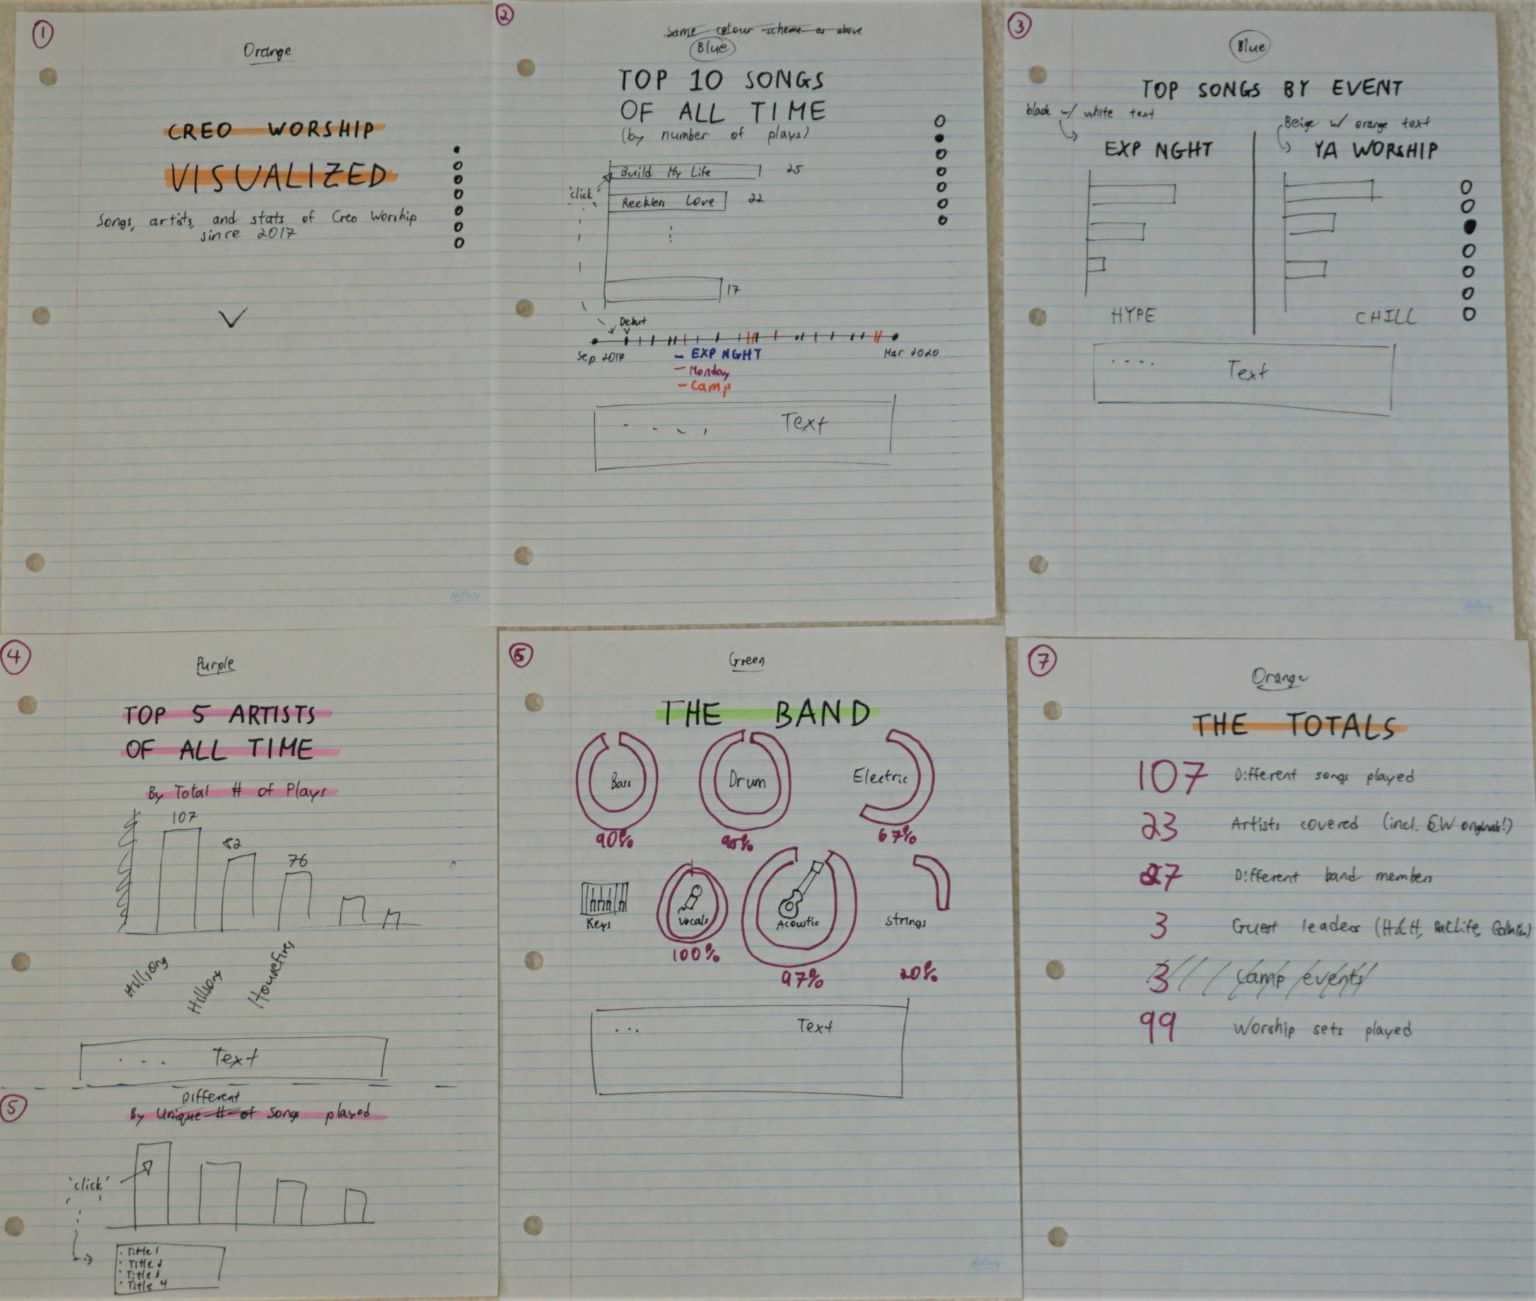 1
Orange
CREO WORSHIP
VISUALIZED
Songs, artists, and stats of Creo Worship
since 2017
2
Same colour scheme as above
Blue
TOP 10 SONGS
OF ALL TIME
(by number of plays)
Build My Life 25
'click'
Reckless Love 22
17
Debut
Sep 2017
Mar 2020
- EXP NGHT
- Monday
- Camp
Text
3
Blue
TOP SONGS BY EVENT
black w/ white text
Beige w/ orange text
EXP NGHT
YA WORSHIP
HYPE
CHILL
Text
4
Purple
TOP 5 ARTISTS
OF ALL TIME
By Total # of Plays
107
82
76
Hillsong
Housefires
Text
5
Different
By Unique # of songs played
'click'
· Title 1
· Title 2
· Title 3
· Title 4
Green
THE BAND
Bass
Drum
Electric
90%
90%
67%
Keys
Vocals
Acoustic
Strings
100%
97%
20%
...
Text
7
Orange
THE TOTALS
107 Different songs played
23 Artists covered (incl. originals!)
27 Different band members
3 Guest leaders
3 Camp events
99 Worship sets played